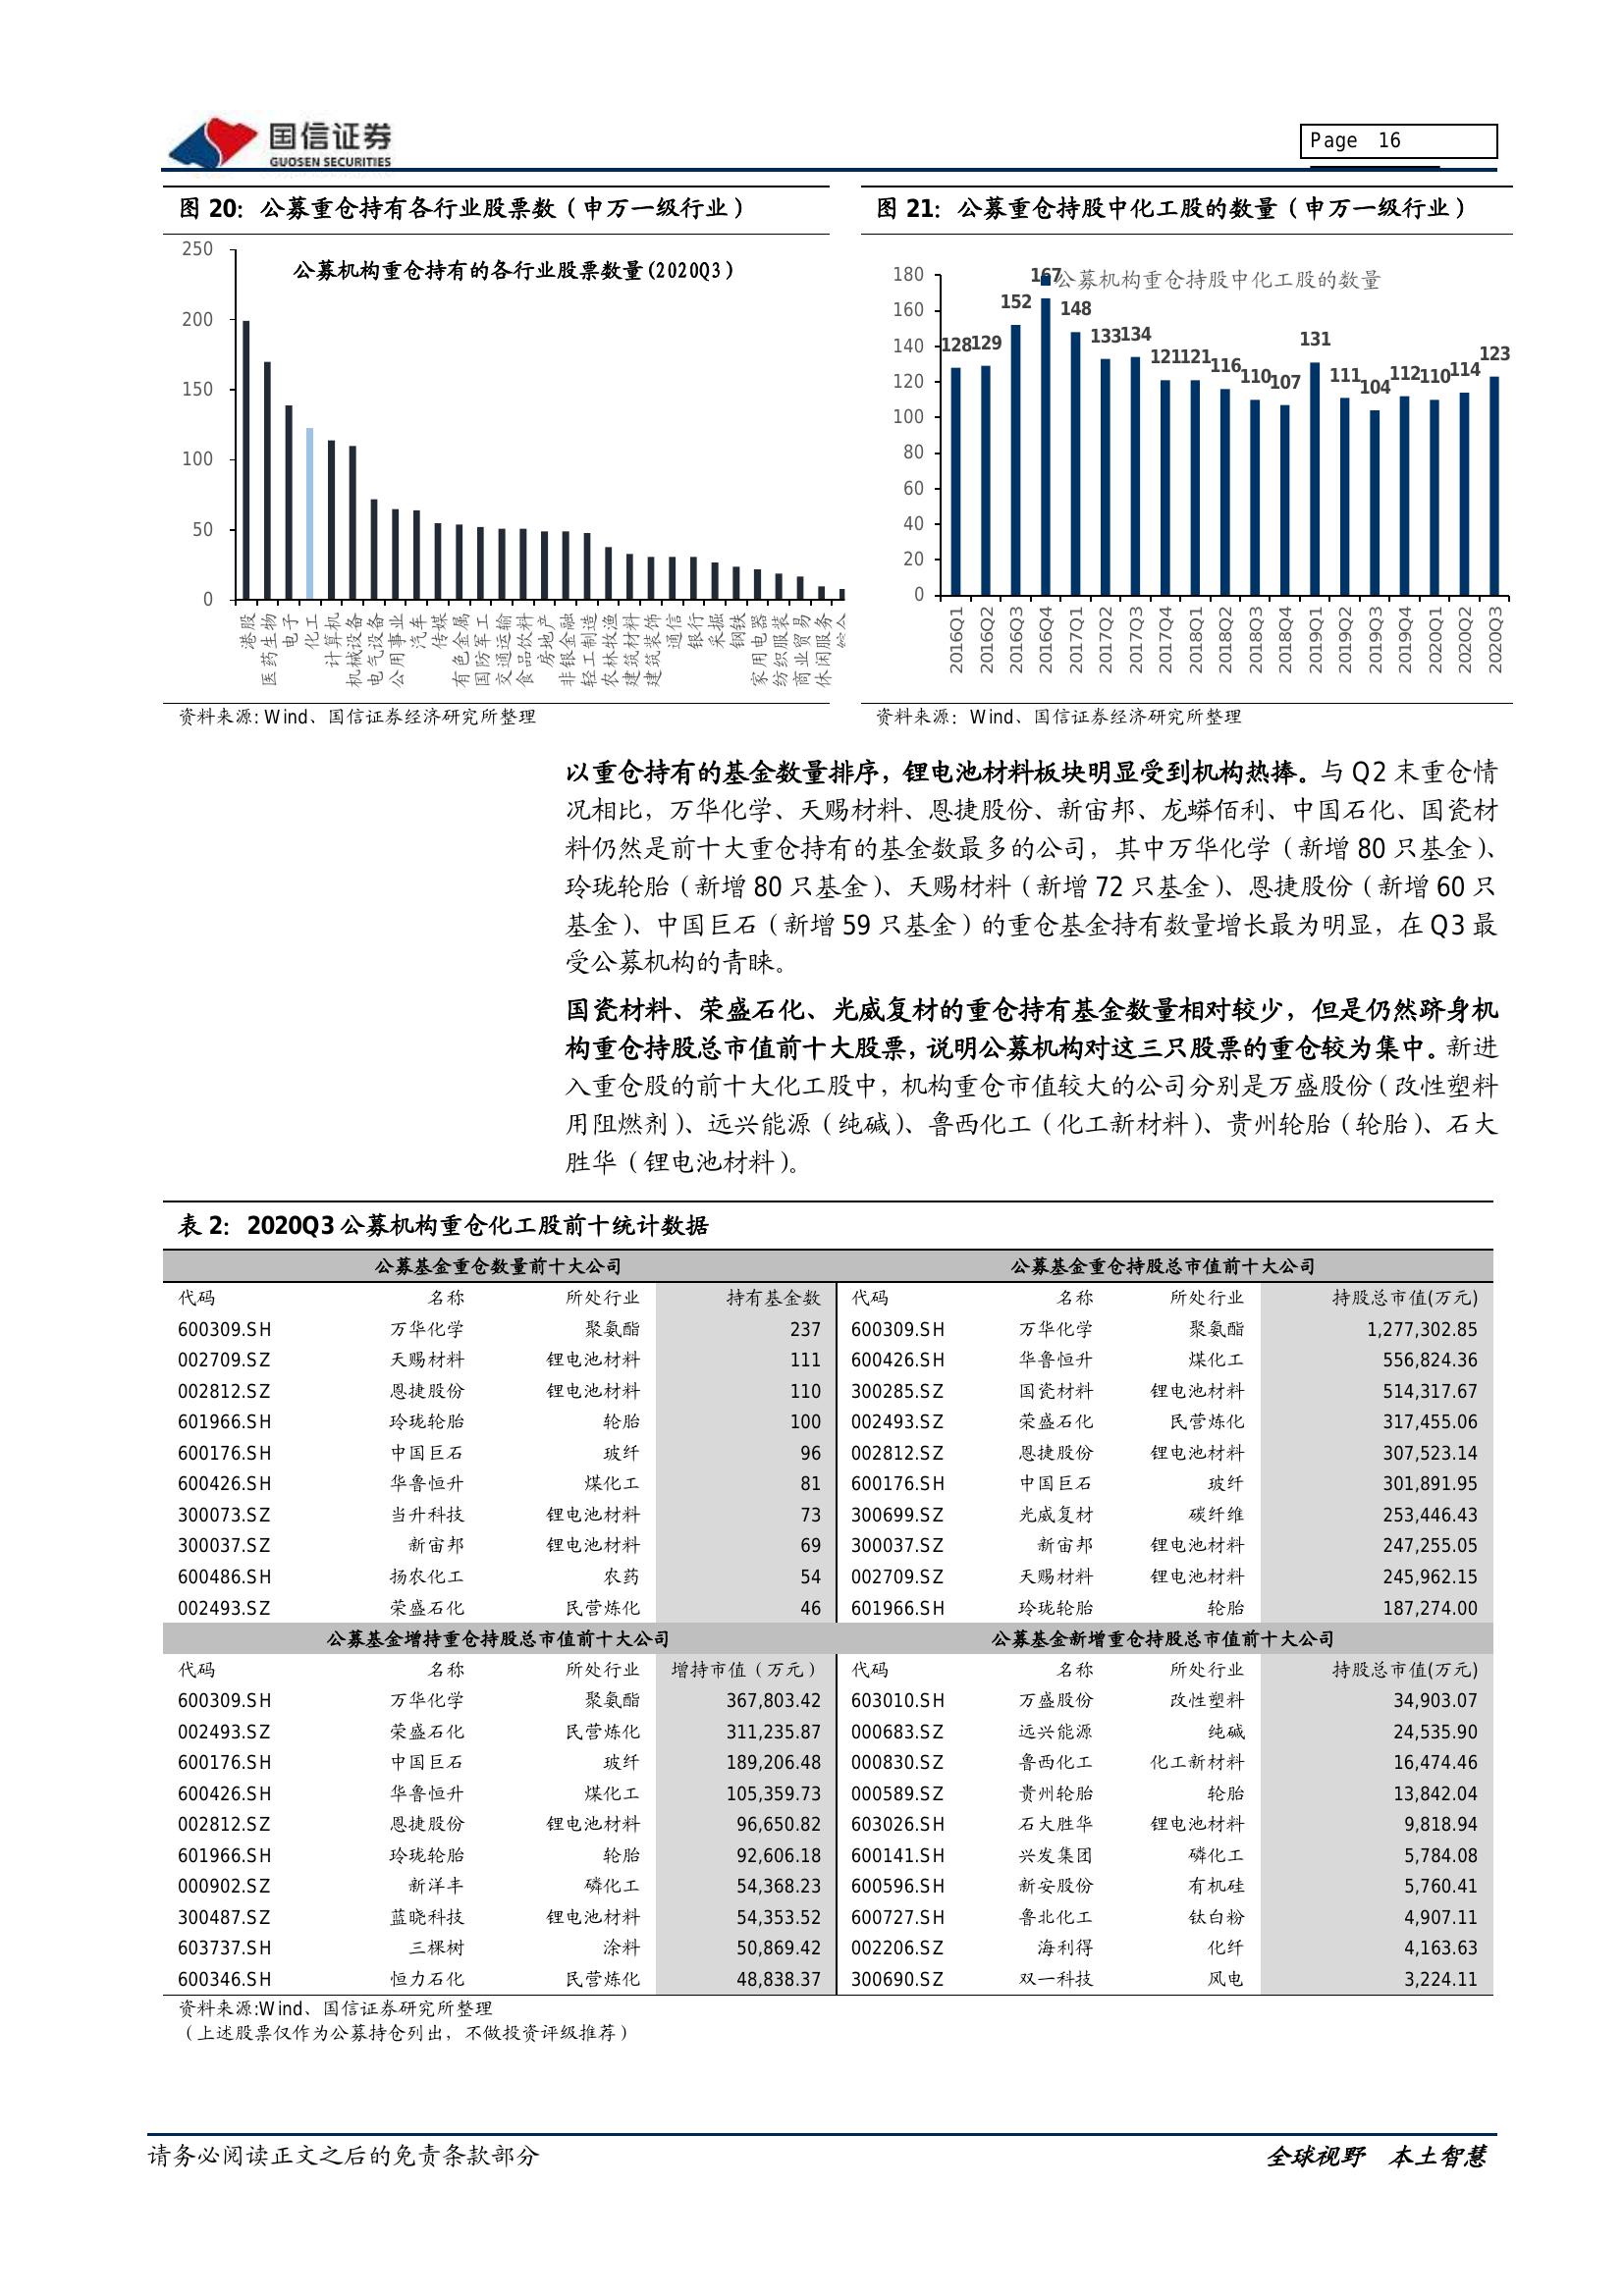 国信证券
GUOSEN SECURITIES
Page 16
图 20：公募重仓持有各行业股票数（申万一级行业）
250
200
150
100
50
0
公募机构重仓持有的各行业股票数量(2020Q3)
港股
医药生物
电子
化工
计算机
机械设备
电气设备
公用事业
汽车
传媒
有色金属
国防军工
交通运输
食品饮料
房地产
非银金融
轻工制造
农林牧渔
建筑材料
建筑装饰
通信
银行
采掘
钢铁
家用电器
纺织服装
商业贸易
休闲服务
资料来源: Wind、国信证券经济研究所整理
图 21：公募重仓持股中化工股的数量（申万一级行业）
180
160
140
120
100
80
60
40
20
0
公募机构重仓持股中化工股的数量
128 129 152 167 148 133 134 121 121 116 110 107 131 111 104 112 110 114 123
2016Q1 2016Q2 2016Q3 2016Q4 2017Q1 2017Q2 2017Q3 2017Q4 2018Q1 2018Q2 2018Q3 2018Q4 2019Q1 2019Q2 2019Q3 2019Q4 2020Q1 2020Q2 2020Q3
资料来源：Wind、国信证券经济研究所整理
以重仓持有的基金数量排序，锂电池材料板块明显受到机构热捧。与 Q2 末重仓情
况相比，万华化学、天赐材料、恩捷股份、新宙邦、龙蟒佰利、中国石化、国瓷材
料仍然是前十大重仓持有的基金数最多的公司，其中万华化学（新增 80 只基金）、
玲珑轮胎（新增 80 只基金）、天赐材料（新增 72 只基金）、恩捷股份（新增 60 只
基金）、中国巨石（新增 59 只基金）的重仓基金持有数量增长最为明显，在 Q3 最
受公募机构的青睐。
国瓷材料、荣盛石化、光威复材的重仓持有基金数量相对较少，但是仍然跻身机
构重仓持股总市值前十大股票，说明公募机构对这三只股票的重仓较为集中。新进
入重仓股的前十大化工股中，机构重仓市值较大的公司分别是万盛股份（改性塑料
用阻燃剂）、远兴能源（纯碱）、鲁西化工（化工新材料）、贵州轮胎（轮胎）、石大
胜华（锂电池材料）。
表 2：2020Q3 公募机构重仓化工股前十统计数据
公募基金重仓数量前十大公司 公募基金重仓持股总市值前十大公司
代码 名称 所处行业 持有基金数 代码 名称 所处行业 持股总市值(万元)
600309.SH 万华化学 聚氨酯 237 600309.SH 万华化学 聚氨酯 1,277,302.85
002709.SZ 天赐材料 锂电池材料 111 600426.SH 华鲁恒升 煤化工 556,824.36
002812.SZ 恩捷股份 锂电池材料 110 300285.SZ 国瓷材料 锂电池材料 514,317.67
601966.SH 玲珑轮胎 轮胎 100 002493.SZ 荣盛石化 民营炼化 317,455.06
600176.SH 中国巨石 玻纤 96 002812.SZ 恩捷股份 锂电池材料 307,523.14
600426.SH 华鲁恒升 煤化工 81 600176.SH 中国巨石 玻纤 301,891.95
300073.SZ 当升科技 锂电池材料 73 300699.SZ 光威复材 碳纤维 253,446.43
300037.SZ 新宙邦 锂电池材料 69 300037.SZ 新宙邦 锂电池材料 247,255.05
600486.SH 扬农化工 农药 54 002709.SZ 天赐材料 锂电池材料 245,962.15
002493.SZ 荣盛石化 民营炼化 46 601966.SH 玲珑轮胎 轮胎 187,274.00
公募基金增持重仓持股总市值前十大公司 公募基金新增重仓持股总市值前十大公司
代码 名称 所处行业 增持市值（万元） 代码 名称 所处行业 持股总市值(万元)
600309.SH 万华化学 聚氨酯 367,803.42 603010.SH 万盛股份 改性塑料 34,903.07
002493.SZ 荣盛石化 民营炼化 311,235.87 000683.SZ 远兴能源 纯碱 24,535.90
600176.SH 中国巨石 玻纤 189,206.48 000830.SZ 鲁西化工 化工新材料 16,474.46
600426.SH 华鲁恒升 煤化工 105,359.73 000589.SZ 贵州轮胎 轮胎 13,842.04
002812.SZ 恩捷股份 锂电池材料 96,650.82 603026.SH 石大胜华 锂电池材料 9,818.94
601966.SH 玲珑轮胎 轮胎 92,606.18 600141.SH 兴发集团 磷化工 5,784.08
000902.SZ 新洋丰 磷化工 54,368.23 600596.SH 新安股份 有机硅 5,760.41
300487.SZ 蓝晓科技 锂电池材料 54,353.52 600727.SH 鲁北化工 钛白粉 4,907.11
603737.SH 三棵树 涂料 50,869.42 002206.SZ 海利得 化纤 4,163.63
600346.SH 恒力石化 民营炼化 48,838.37 300690.SZ 双一科技 风电 3,224.11
资料来源:Wind、国信证券研究所整理
（上述股票仅作为公募持仓列出，不做投资评级推荐）
请务必阅读正文之后的免责条款部分
全球视野 本土智慧